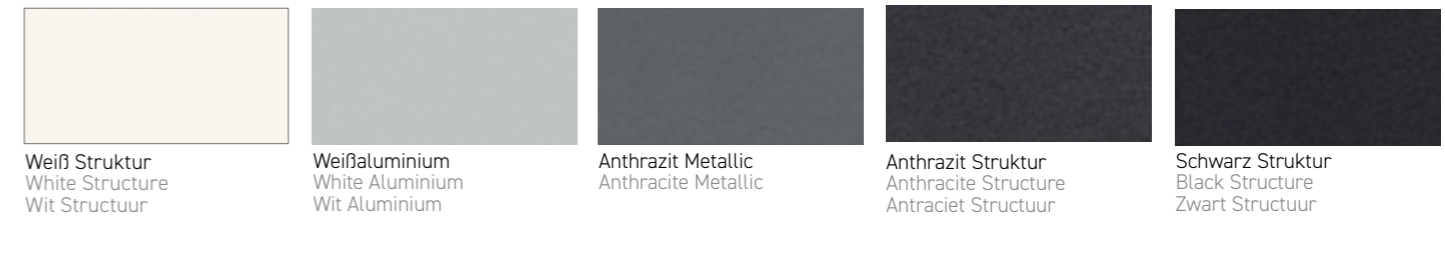 Weiß Struktur
White Structure
Wit Structuur
Weißaluminium
White Aluminium
Wit Aluminium
Anthrazit Metallic
Anthracite Metallic
Anthrazit Struktur
Anthracite Structure
Antraciet Structuur
Schwarz Struktur
Black Structure
Zwart Structuur